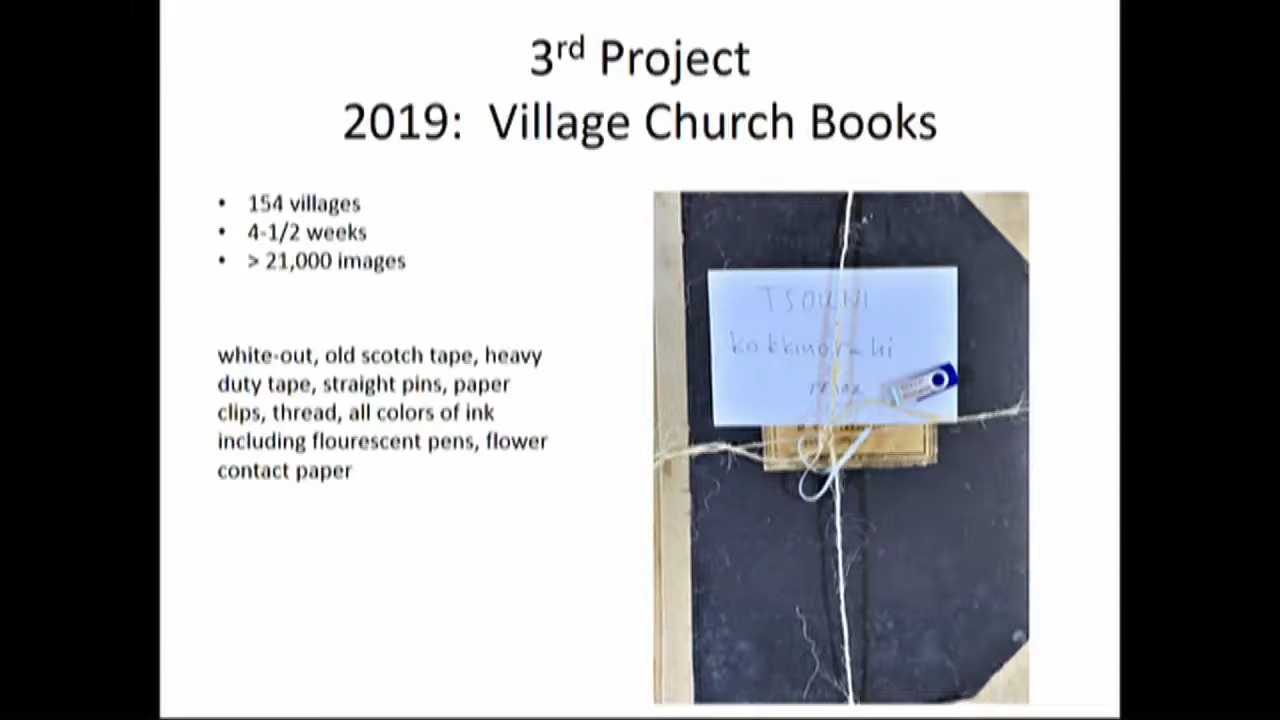 3rd Project
2019: Village Church Books
• 154 villages
• 4-1/2 weeks
• > 21,000 images
white-out, old scotch tape, heavy
duty tape, straight pins, paper
clips, thread, all colors of ink
including flourescent pens, flower
contact paper
TSOUNI